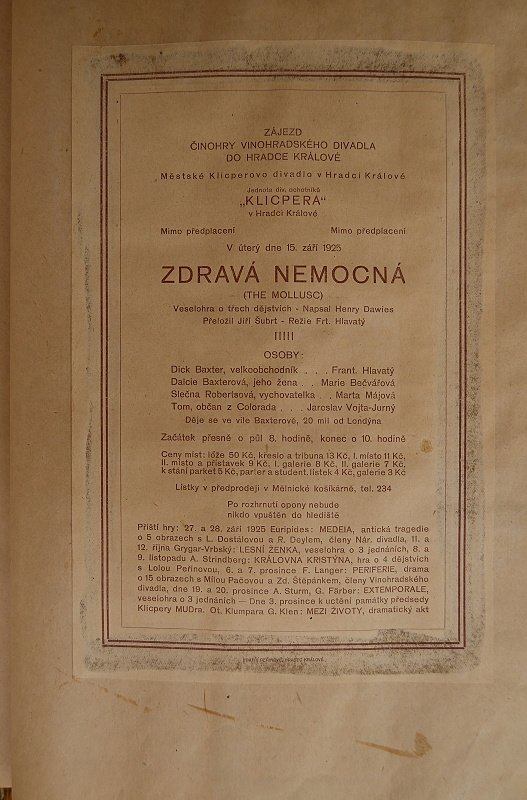 ZÁJEZD
ČINOHRY VINOHRADSKÉHO DIVADLA
DO HRADCE KRÁLOVÉ
Městské Klicperovo divadlo v Hradci Králové
Jednota div. ochotníků
„KLICPERA“
v Hradci Králové
Mimo předplacení Mimo předplacení
V úterý dne 15. září 1925
ZDRAVÁ NEMOCNÁ
(THE MOLLUSC)
Veselohra o třech dějstvích - Napsal Henry Dawies
Přeložil Jiří Šubrt - Režie Frt. Hlavatý
OSOBY:
Dick Baxter, velkoobchodník . . . Frant. Hlavatý
Dalcie Baxterová, jeho žena . . Marie Bečvářová
Slečna Robertsová, vychovatelka . . Marta Májová
Tom, občan z Colorada . . . Jaroslav Vojta-Jurný
Děje se ve vile Baxterově, 20 mil od Londýna
Začátek přesně o půl 8. hodině, konec o 10. hodině
Ceny míst: lóže 50 Kč, křeslo a tribuna 13 Kč, I. místo 11 Kč,
II. místo a přístavek 9 Kč, I. galerie 8 Kč, II. galerie 7 Kč,
k stání parket 5 Kč, parter a student. lístek 4 Kč, galerie 3 Kč
Lístky v předprodeji v Mělnické košíkárně, tel. 234
Po rozhrnutí opony nebude
nikdo vpuštěn do hlediště
Příští hry: 27. a 28. září 1925 Euripides: MEDEIA, antická tragedie
o 5 obrazech s L. Dostálovou a R. Deylem, členy Nár. divadla, 11. a
12. října Grygar-Vrbský: LESNÍ ŽENKA, veselohra o 3 jednáních, 8. a
9. listopadu A. Strindberg: KRÁLOVNA KRISTÝNA, hra o 4 dějstvích
s Lolou Peřinovou, 6. a 7. prosince F. Langer: PERIFERIE, drama
o 15 obrazech s Mílou Pačovou a Zd. Štěpánkem, členy Vinohradského
divadla, dne 19. a 20. prosince A. Sturm, G. Färber: EXTEMPORALE,
veselohra o 3 jednáních — Dne 3. prosince k uctění památky předsedy
Klicpery MUDra. Ot. Klumpara G. Kien: MEZI ŽIVOTY, dramatický akt
HRADEC KRÁLOVÉ